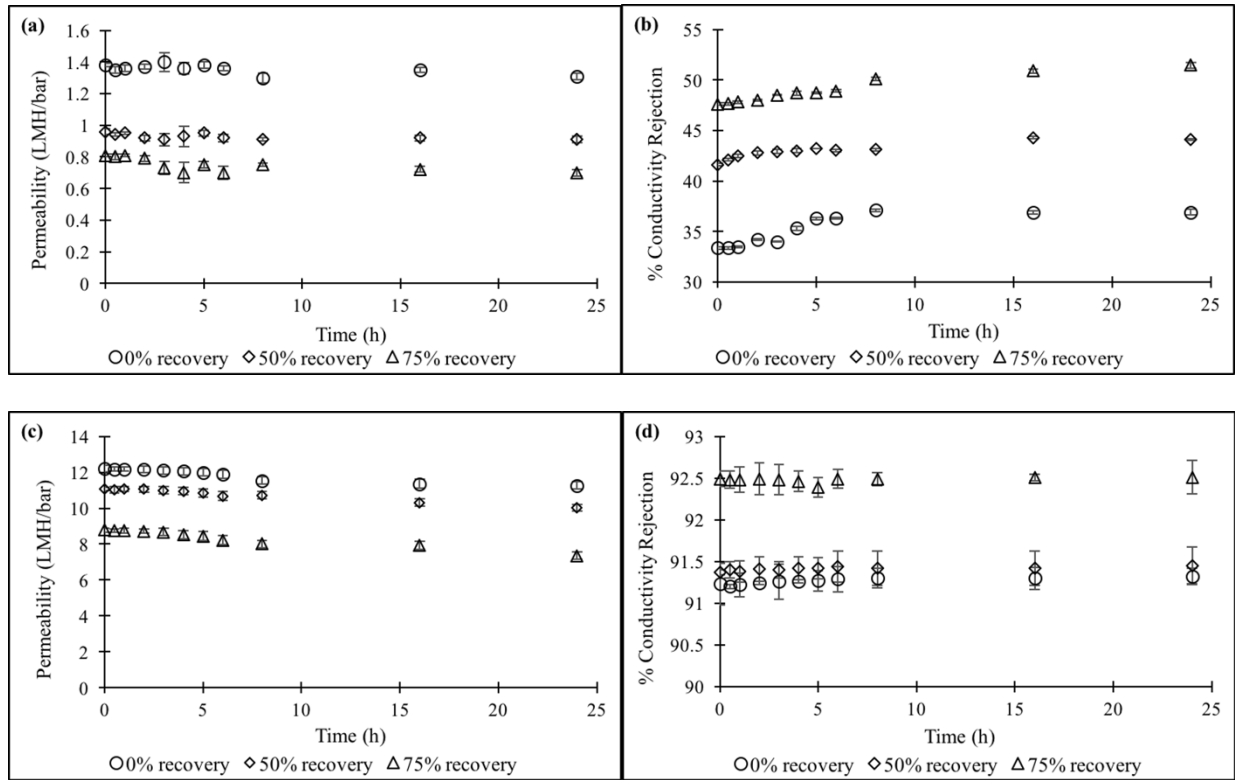 (a)
Permeability (LMH/bar)
1.6
1.4
1.2
1
0.8
0.6
0.4
0.2
0
0 5 10 15 20 25
Time (h)
0% recovery 50% recovery 75% recovery
(b)
% Conductivity Rejection
55
50
45
40
35
30
0 5 10 15 20 25
Time (h)
0% recovery 50% recovery 75% recovery
(c)
Permeability (LMH/bar)
14
12
10
8
6
4
2
0
0 5 10 15 20 25
Time (h)
0% recovery 50% recovery 75% recovery
(d)
% Conductivity Rejection
93
92.5
92
91.5
91
90.5
90
0 5 10 15 20 25
Time (h)
0% recovery 50% recovery 75% recovery